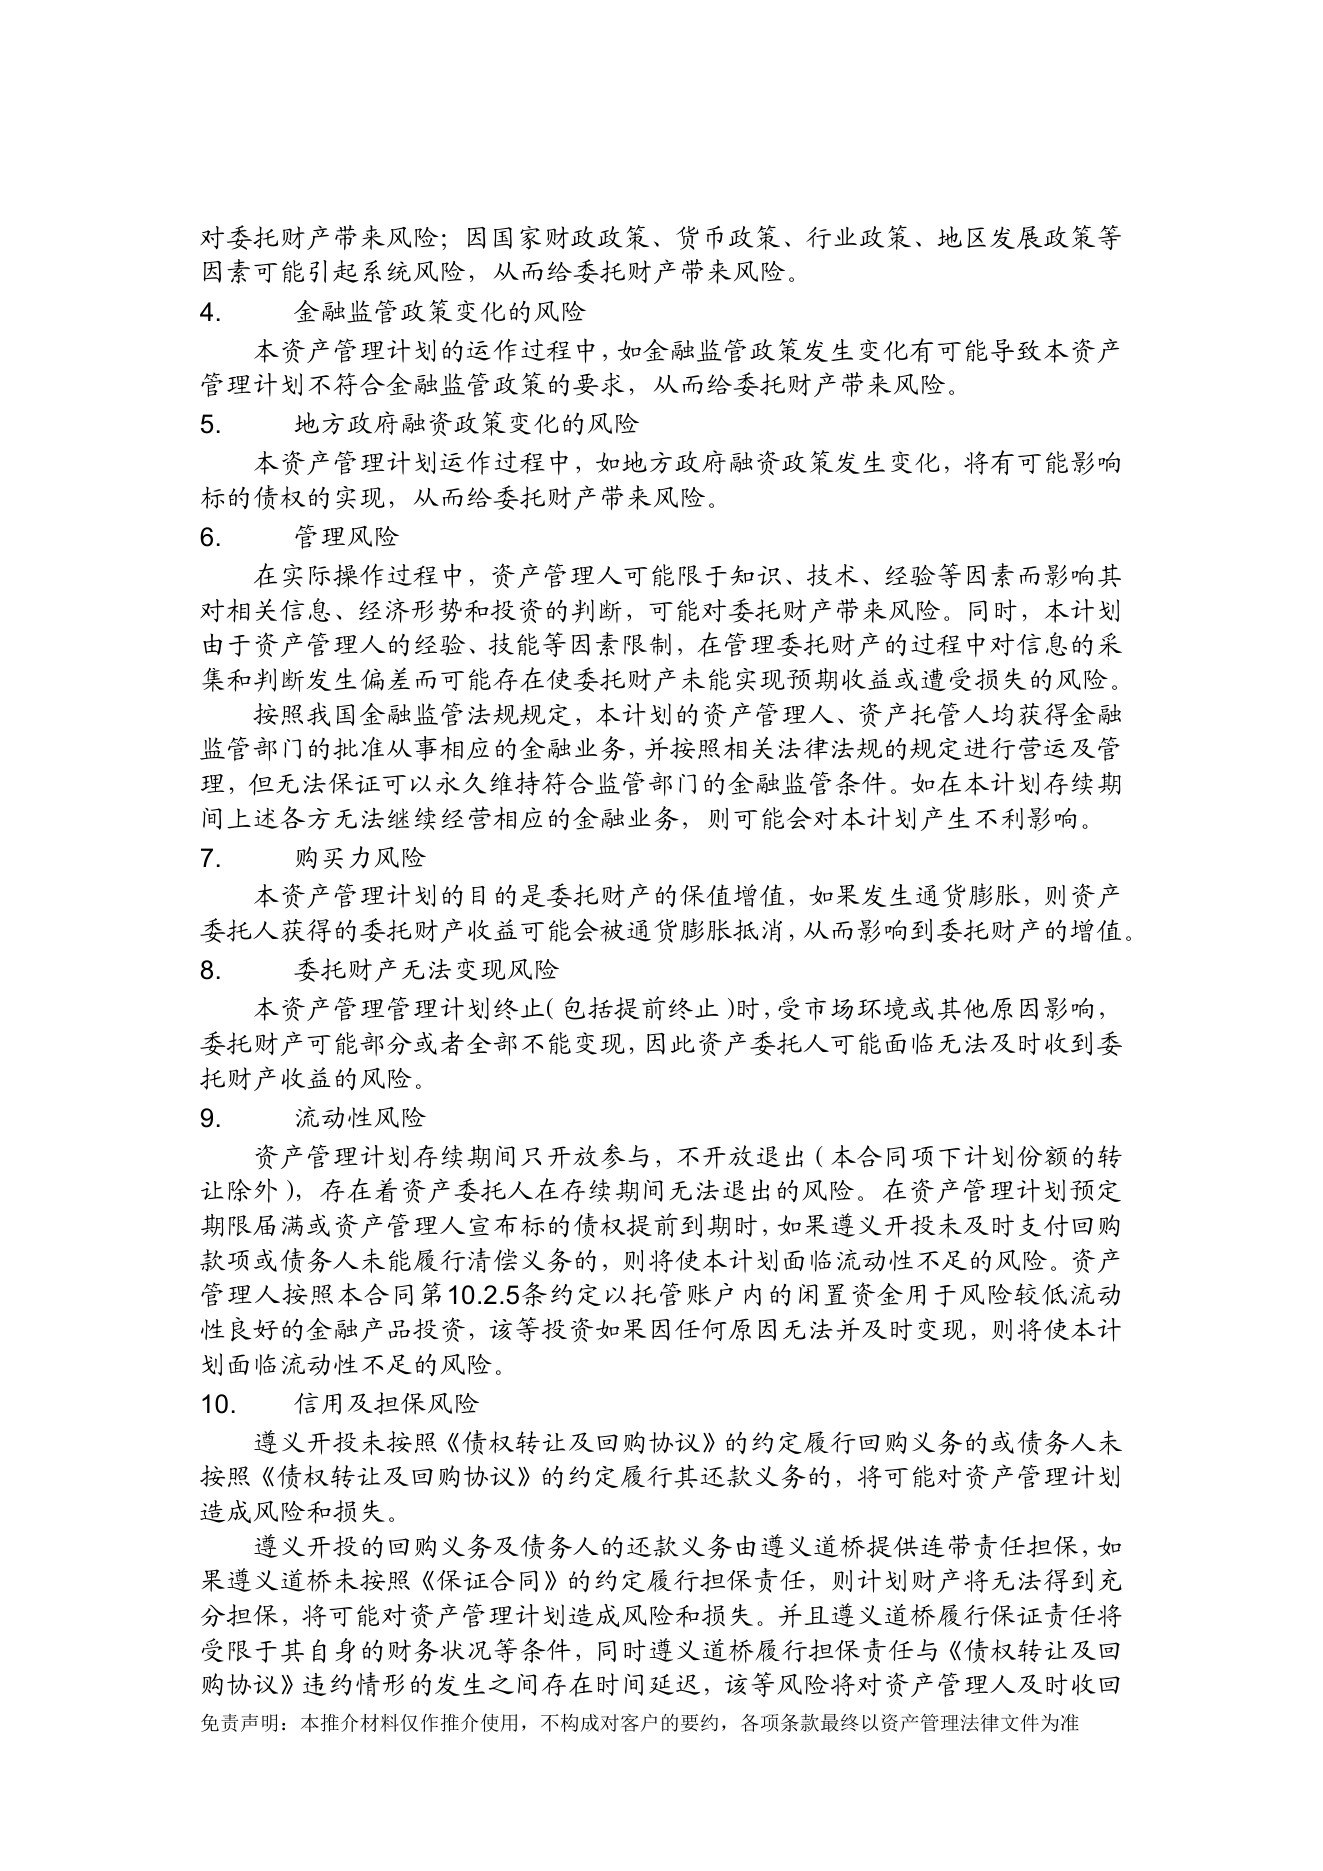 对委托财产带来风险；因国家财政政策、货币政策、行业政策、地区发展政策等
因素可能引起系统风险，从而给委托财产带来风险。
4. 金融监管政策变化的风险
本资产管理计划的运作过程中，如金融监管政策发生变化有可能导致本资产
管理计划不符合金融监管政策的要求，从而给委托财产带来风险。
5. 地方政府融资政策变化的风险
本资产管理计划运作过程中，如地方政府融资政策发生变化，将有可能影响
标的债权的实现，从而给委托财产带来风险。
6. 管理风险
在实际操作过程中，资产管理人可能限于知识、技术、经验等因素而影响其
对相关信息、经济形势和投资的判断，可能对委托财产带来风险。同时，本计划
由于资产管理人的经验、技能等因素限制，在管理委托财产的过程中对信息的采
集和判断发生偏差而可能存在使委托财产未能实现预期收益或遭受损失的风险。
按照我国金融监管法规规定，本计划的资产管理人、资产托管人均获得金融
监管部门的批准从事相应的金融业务，并按照相关法律法规的规定进行营运及管
理，但无法保证可以永久维持符合监管部门的金融监管条件。如在本计划存续期
间上述各方无法继续经营相应的金融业务，则可能会对本计划产生不利影响。
7. 购买力风险
本资产管理计划的目的是委托财产的保值增值，如果发生通货膨胀，则资产
委托人获得的委托财产收益可能会被通货膨胀抵消，从而影响到委托财产的增值。
8. 委托财产无法变现风险
本资产管理管理计划终止（包括提前终止）时，受市场环境或其他原因影响，
委托财产可能部分或者全部不能变现，因此资产委托人可能面临无法及时收到委
托财产收益的风险。
9. 流动性风险
资产管理计划存续期间只开放参与，不开放退出（本合同项下计划份额的转
让除外），存在着资产委托人在存续期间无法退出的风险。在资产管理计划预定
期限届满或资产管理人宣布标的债权提前到期时，如果遵义开投未及时支付回购
款项或债务人未能履行清偿义务的，则将使本计划面临流动性不足的风险。资产
管理人按照本合同第10.2.5条约定以托管账户内的闲置资金用于风险较低流动
性良好的金融产品投资，该等投资如果因任何原因无法并及时变现，则将使本计
划面临流动性不足的风险。
10. 信用及担保风险
遵义开投未按照《债权转让及回购协议》的约定履行回购义务的或债务人未
按照《债权转让及回购协议》的约定履行其还款义务的，将可能对资产管理计划
造成风险和损失。
遵义开投的回购义务及债务人的还款义务由遵义道桥提供连带责任担保，如
果遵义道桥未按照《保证合同》的约定履行担保责任，则计划财产将无法得到充
分担保，将可能对资产管理计划造成风险和损失。并且遵义道桥履行保证责任将
受限于其自身的财务状况等条件，同时遵义道桥履行担保责任与《债权转让及回
购协议》违约情形的发生之间存在时间延迟，该等风险将对资产管理人及时收回
免责声明：本推介材料仅作推介使用，不构成对客户的要约，各项条款最终以资产管理法律文件为准